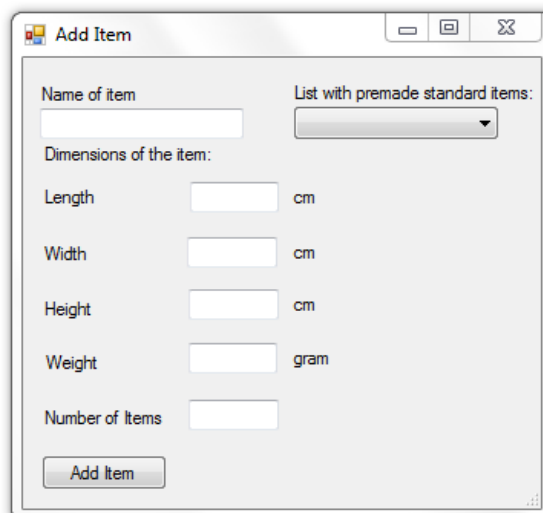 Add Item
Name of item
List with premade standard items:
Dimensions of the item:
Length cm
Width cm
Height cm
Weight gram
Number of Items
Add Item